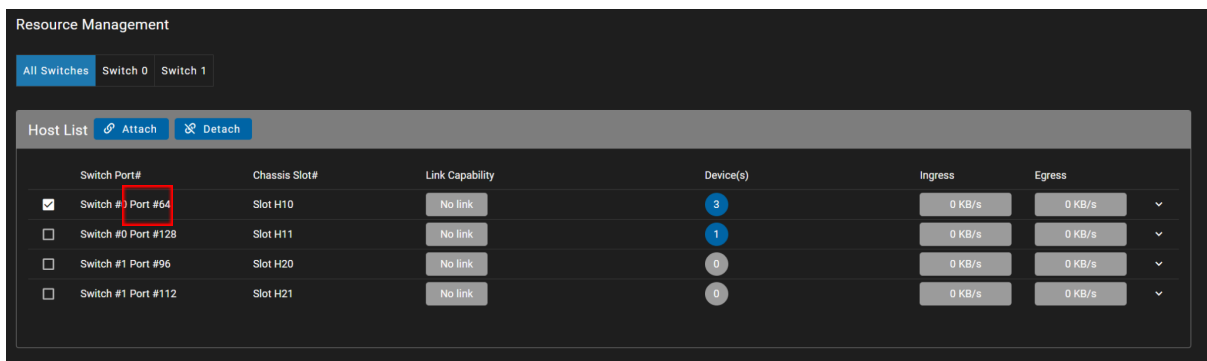 Resource Management
All Switches Switch 0 Switch 1
Host List Attach Detach
Switch Port# Chassis Slot# Link Capability Device(s) Ingress Egress
Switch #0 Port #64 Slot H10 No link 3 0 KB/s 0 KB/s
Switch #0 Port #128 Slot H11 No link 1 0 KB/s 0 KB/s
Switch #1 Port #96 Slot H20 No link 0 0 KB/s 0 KB/s
Switch #1 Port #112 Slot H21 No link 0 0 KB/s 0 KB/s